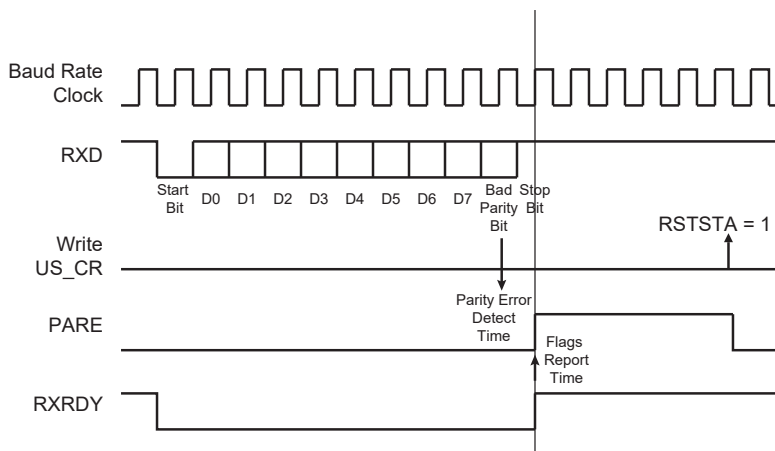 Baud Rate
Clock
RXD
Start
Bit
D0
D1
D2
D3
D4
D5
D6
D7
Bad
Parity
Bit
Stop
Bit
Write
US_CR
RSTSTA = 1
Parity Error
Detect
Time
PARE
Flags
Report
Time
RXRDY